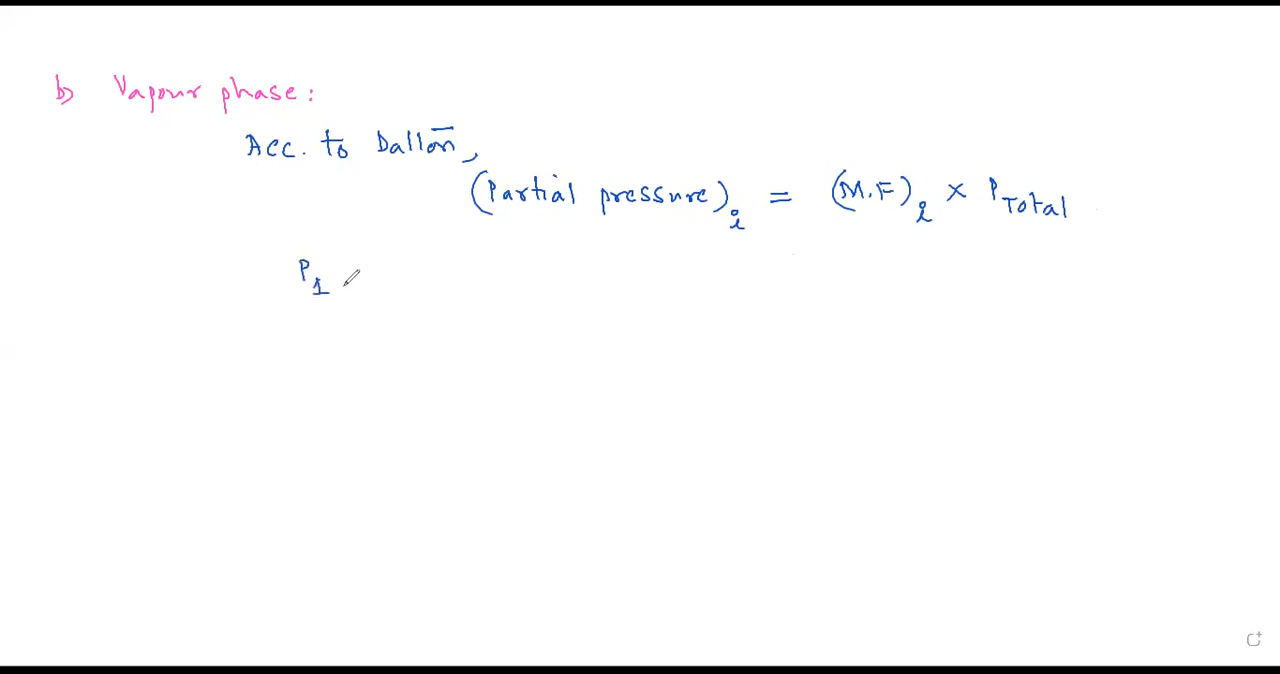 b) Vapour phase:
Acc. to Dalton,
(Partial pressure)i = (M.F)i × PTotal
P1